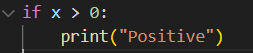 if x > 0:
    print("Positive")